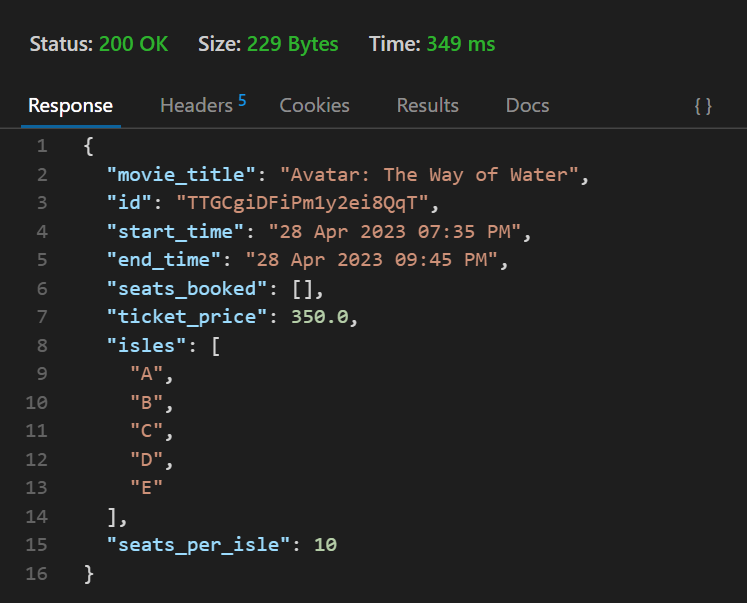 Status: 200 OK Size: 229 Bytes Time: 349 ms
Response Headers 5 Cookies Results Docs { }
1 {
2 "movie_title": "Avatar: The Way of Water",
3 "id": "TTGCgiDFiPm1y2ei8QqT",
4 "start_time": "28 Apr 2023 07:35 PM",
5 "end_time": "28 Apr 2023 09:45 PM",
6 "seats_booked": [],
7 "ticket_price": 350.0,
8 "isles": [
9 "A",
10 "B",
11 "C",
12 "D",
13 "E"
14 ],
15 "seats_per_isle": 10
16 }